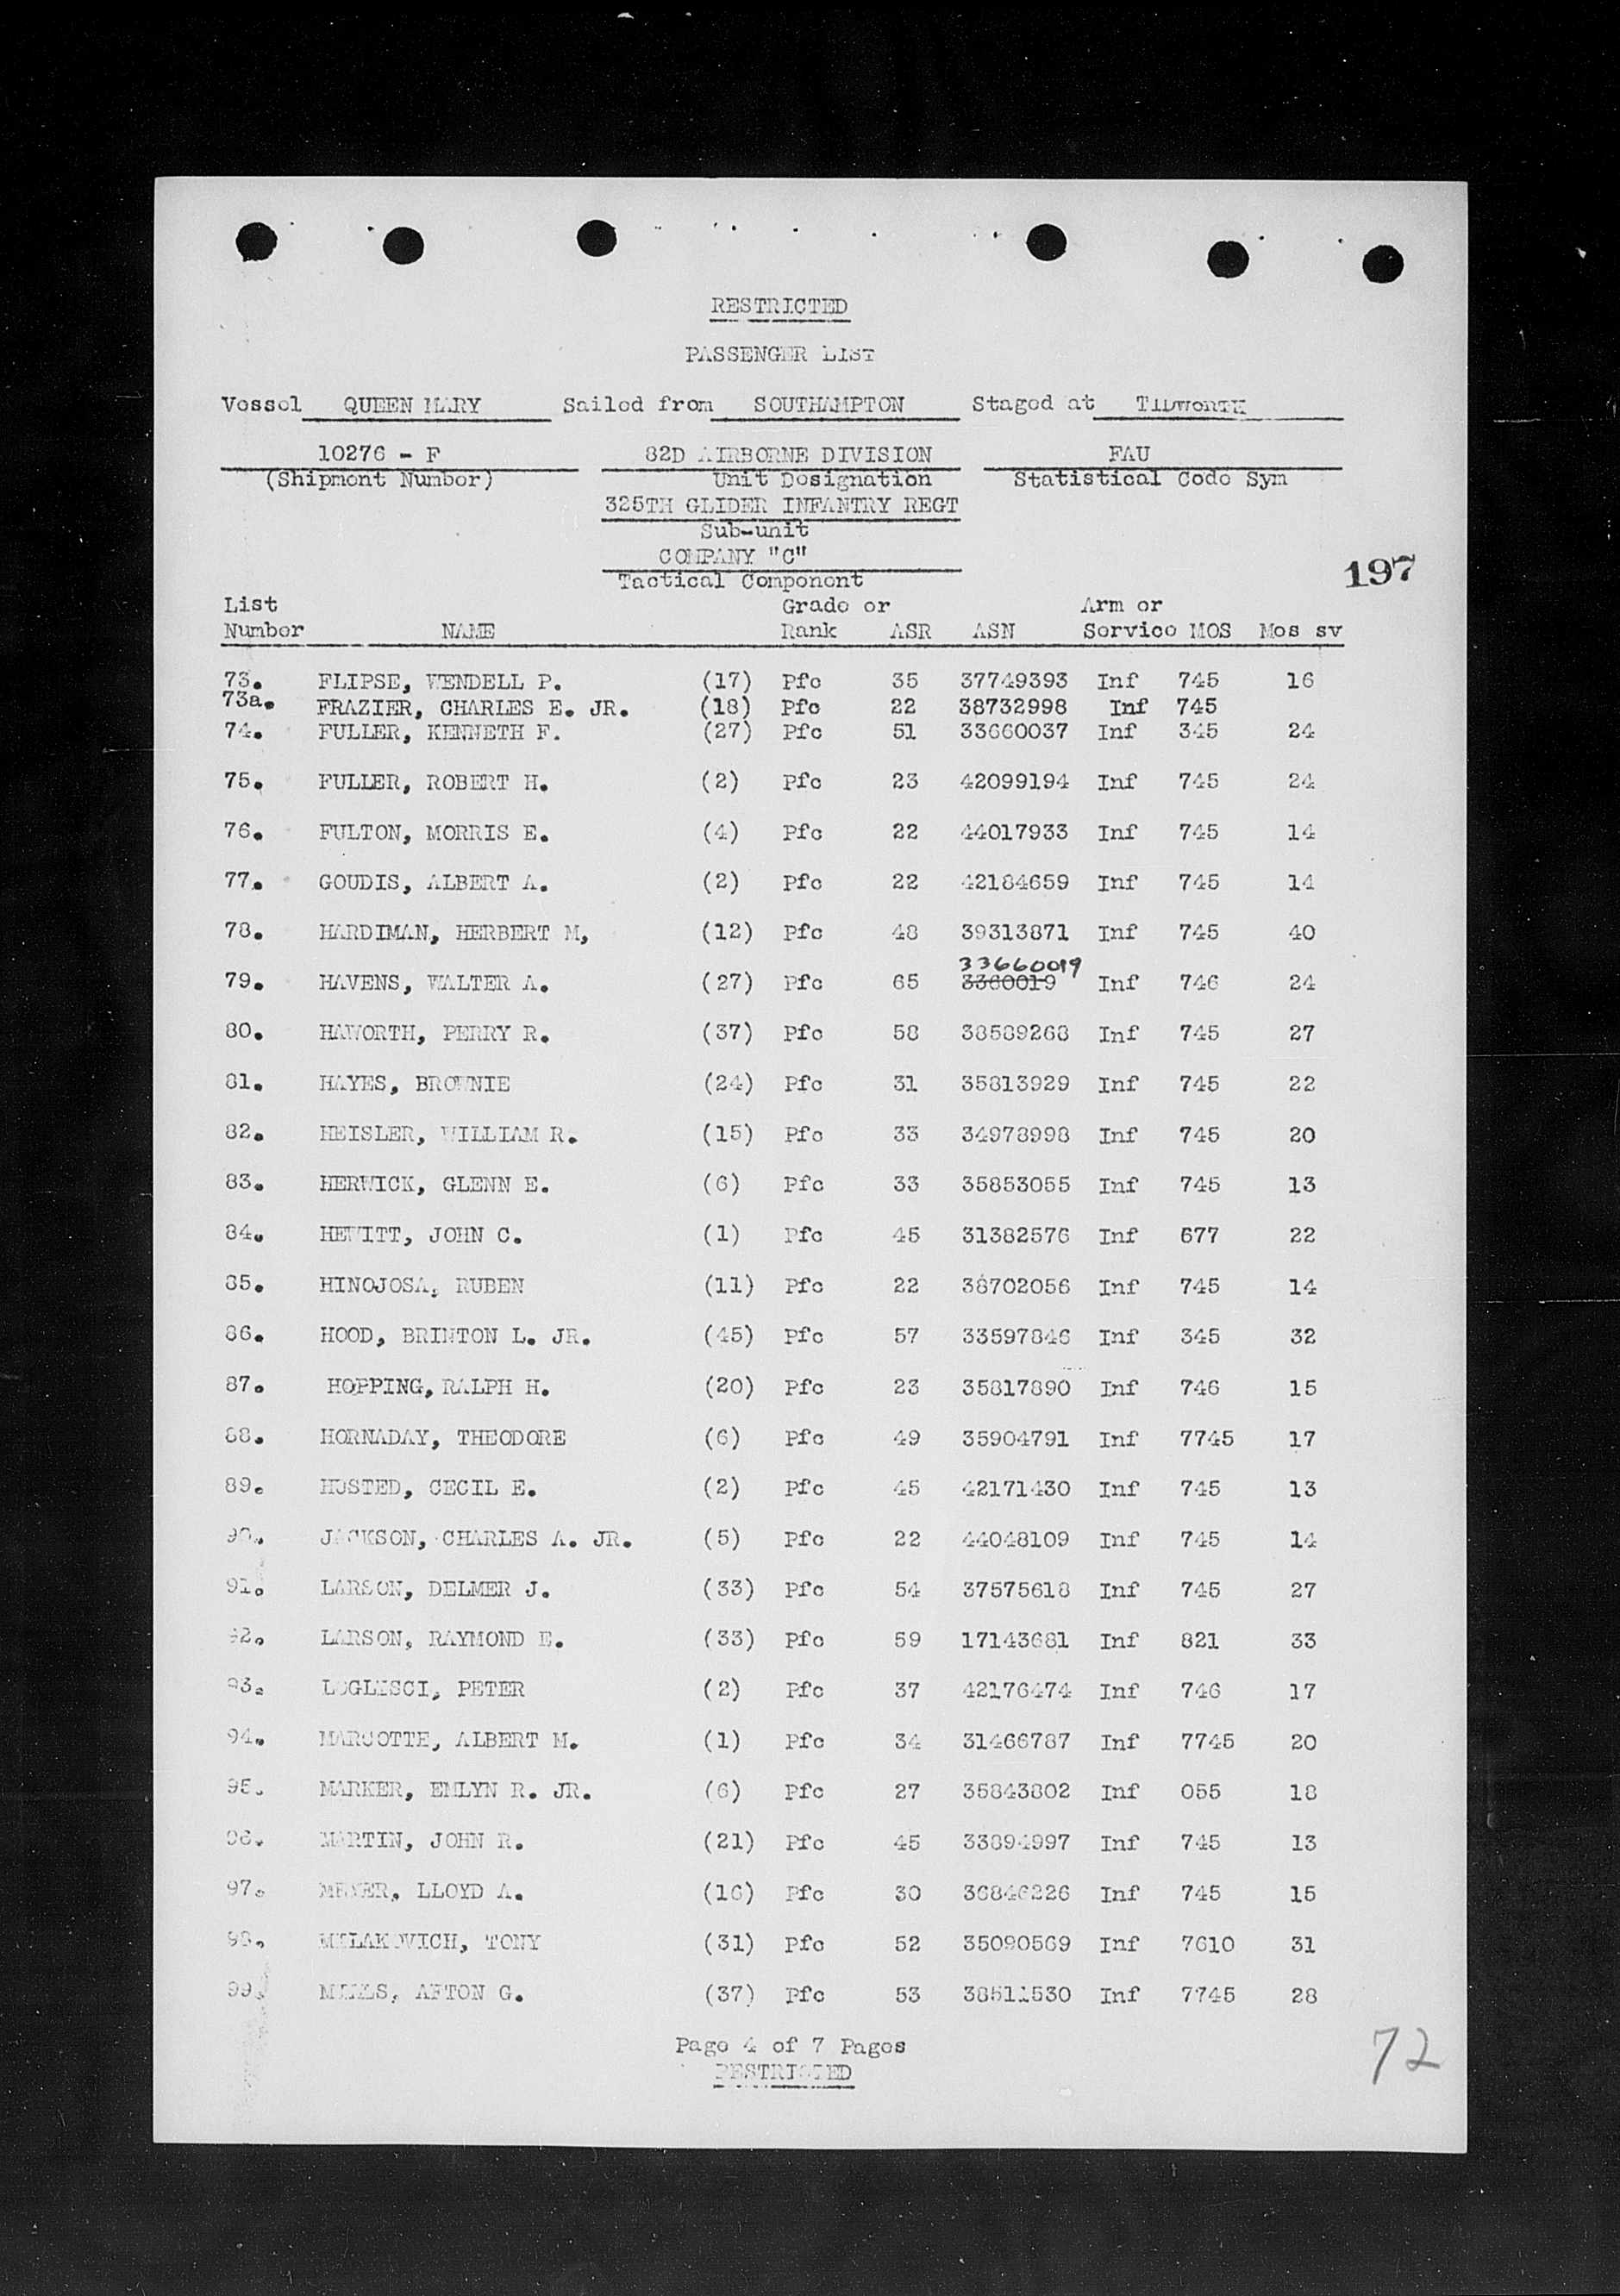 RESTRICTED
PASSENGER LIST
Vessel QUEEN MARY Sailed from SOUTHAMPTON Staged at TIDWORTH
10276 - F 82D AIRBORNE DIVISION FAU
(Shipment Number) Unit Designation Statistical Code Sym
325TH GLIDER INFANTRY REGT
Sub-unit
COMPANY "C"
Tactical Component
197
List Grade or Arm or
Number NAME Rank ASR ASN Service MOS Mos sv
73. FLIPSE, WENDELL P. (17) Pfc 35 37749393 Inf 745 16
73a. FRAZIER, CHARLES E. JR. (18) Pfc 22 38732998 Inf 745
74. FULLER, KENNETH F. (27) Pfc 51 33660037 Inf 345 24
75. FULLER, ROBERT H. (2) Pfc 23 42099194 Inf 745 24
76. FULTON, MORRIS E. (4) Pfc 22 44017933 Inf 745 14
77. GOUDIS, ALBERT A. (2) Pfc 22 42184659 Inf 745 14
78. HARDIMAN, HERBERT M, (12) Pfc 48 39313871 Inf 745 40
33660019
79. HAVENS, WALTER A. (27) Pfc 65 3360019 Inf 746 24
80. HAWORTH, PERRY R. (37) Pfc 58 38589268 Inf 745 27
81. HAYES, BROWNIE (24) Pfc 31 35813929 Inf 745 22
82. HEISLER, WILLIAM R. (15) Pfc 33 34978998 Inf 745 20
83. HERWICK, GLENN E. (6) Pfc 33 35853055 Inf 745 13
84. HEWITT, JOHN C. (1) Pfc 45 31382576 Inf 677 22
85. HINOJOSA, RUBEN (11) Pfc 22 38702056 Inf 745 14
86. HOOD, BRINTON L. JR. (45) Pfc 57 33597846 Inf 345 32
87. HOPPING, RALPH H. (20) Pfc 23 35817890 Inf 746 15
88. HORNADAY, THEODORE (6) Pfc 49 35904791 Inf 7745 17
89. HUSTED, CECIL E. (2) Pfc 45 42171430 Inf 745 13
90. JACKSON, CHARLES A. JR. (5) Pfc 22 44048109 Inf 745 14
91. LARSON, DELMER J. (33) Pfc 54 37575618 Inf 745 27
92. LARSON, RAYMOND E. (33) Pfc 59 17143681 Inf 821 33
93. LOGLISCI, PETER (2) Pfc 37 42176474 Inf 746 17
94. MARCOTTE, ALBERT M. (1) Pfc 34 31466787 Inf 7745 20
95. MARKER, EMLYN R. JR. (6) Pfc 27 35843802 Inf 055 18
96. MARTIN, JOHN R. (21) Pfc 45 33894997 Inf 745 13
97. MEYER, LLOYD A. (16) Pfc 30 36846226 Inf 745 15
98. MILAKOVICH, TONY (31) Pfc 52 35090569 Inf 7610 31
99. AFTON G. (37) Pfc 53 38511530 Inf 7745 28
Page 4 of 7 Pages
RESTRICTED
72